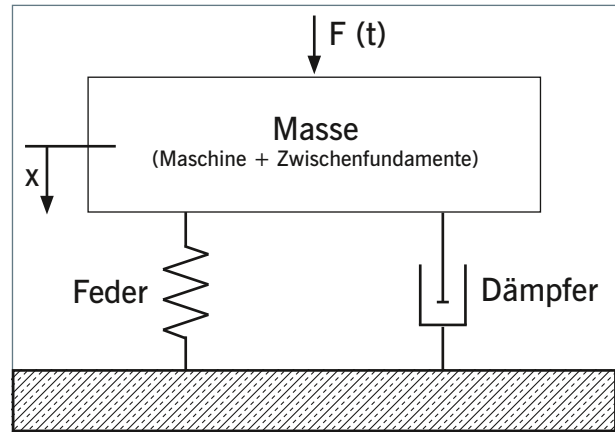 F (t)
Masse
(Maschine + Zwischenfundamente)
x
Feder
Dämpfer